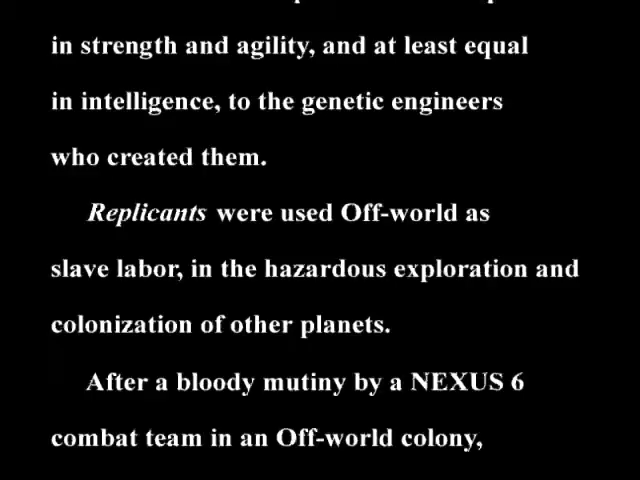 in strength and agility, and at least equal
in intelligence, to the genetic engineers
who created them.
Replicants were used Off-world as
slave labor, in the hazardous exploration and
colonization of other planets.
After a bloody mutiny by a NEXUS 6
combat team in an Off-world colony,